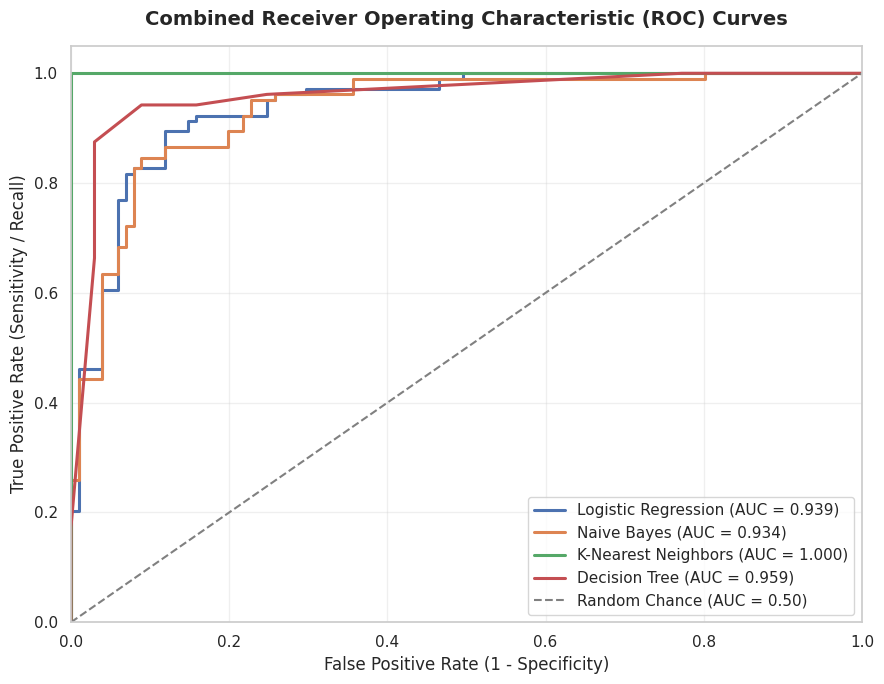 Combined Receiver Operating Characteristic (ROC) Curves
True Positive Rate (Sensitivity / Recall)
1.0
0.8
0.6
0.4
0.2
0.0
Logistic Regression (AUC = 0.939)
Naive Bayes (AUC = 0.934)
K-Nearest Neighbors (AUC = 1.000)
Decision Tree (AUC = 0.959)
Random Chance (AUC = 0.50)
0.0 0.2 0.4 0.6 0.8 1.0
False Positive Rate (1 - Specificity)